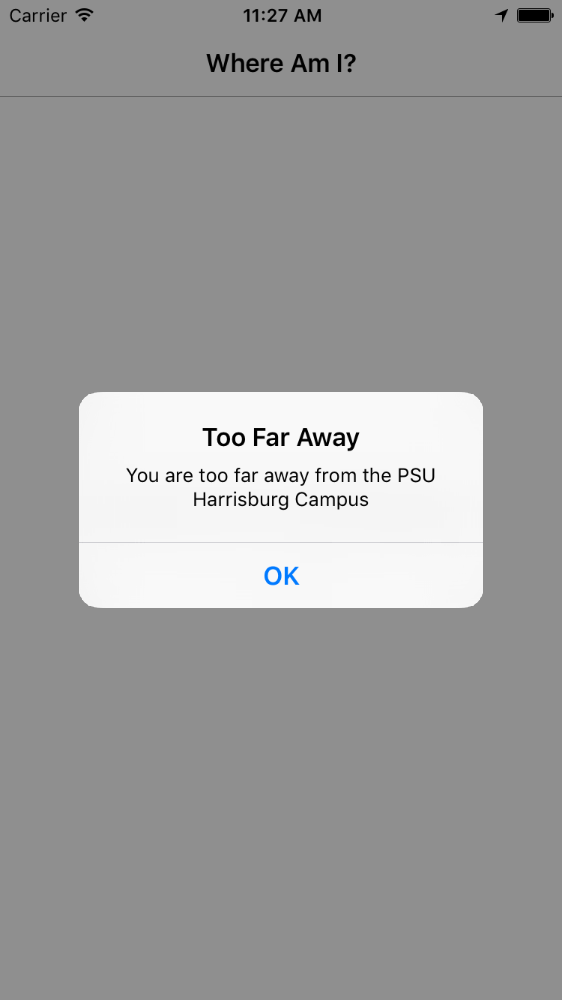 Carrier 11:27 AM
Where Am I?
Too Far Away
You are too far away from the PSU
Harrisburg Campus
OK